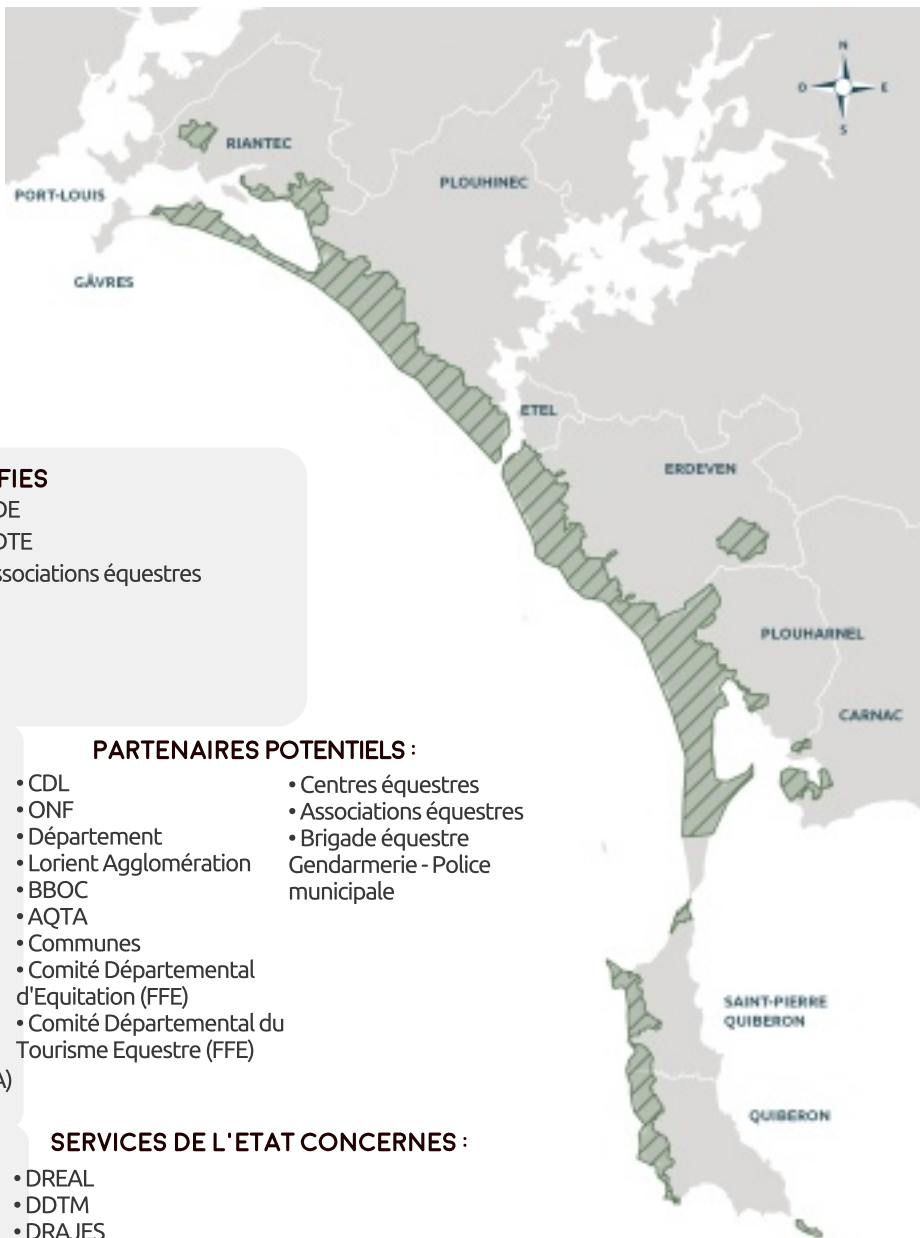 N
O
E
S
RIANTEC
PORT-LOUIS
PLOUHINEC
GÂVRES
ETEL
ERDEVEN
PLOUHARNEL
CARNAC
SAINT-PIERRE
QUIBERON
QUIBERON
FIES
DE
OTE
ssociations équestres
PARTENAIRES POTENTIELS :
• CDL
• ONF
• Département
• Lorient Agglomération
• BBOC
• AQTA
• Communes
• Comité Départemental
d'Equitation (FFE)
• Comité Départemental du
Tourisme Equestre (FFE)
• Centres équestres
• Associations équestres
• Brigade équestre
Gendarmerie - Police
municipale
A)
SERVICES DE L'ETAT CONCERNES :
• DREAL
• DDTM
• DRAJES